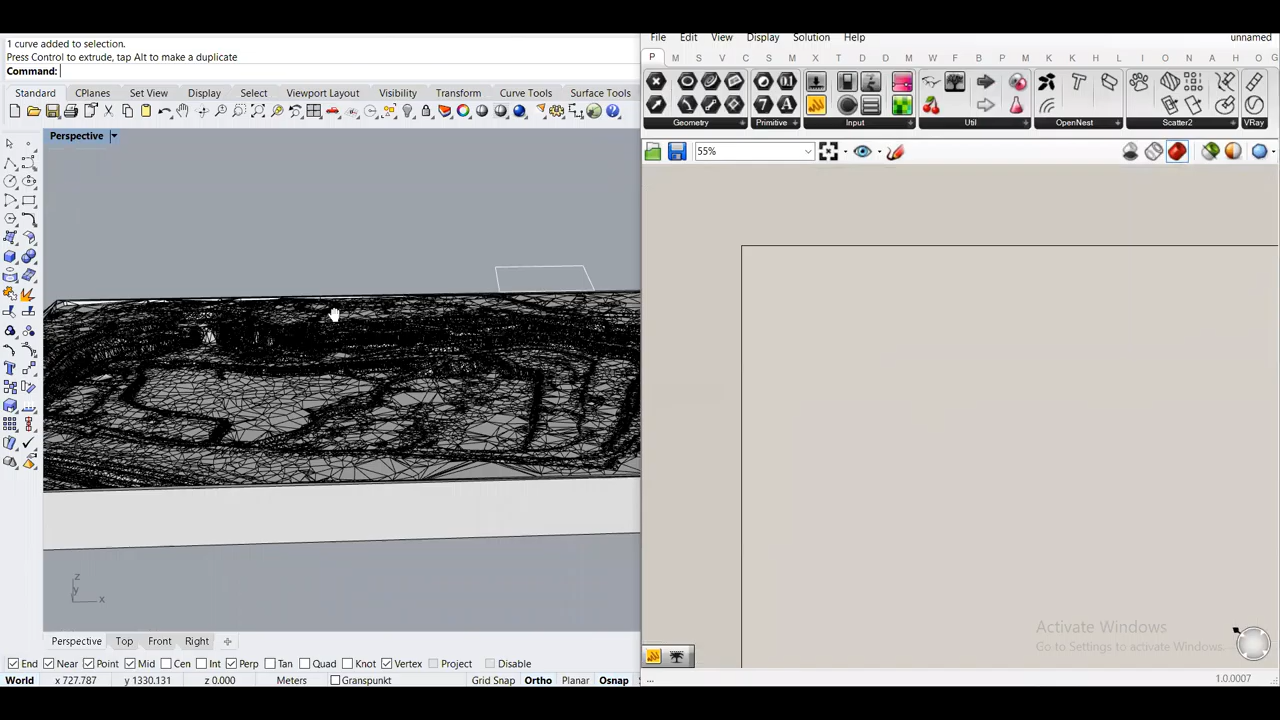 1 curve added to selection.
Press Control to extrude, tap Alt to make a duplicate
Command:
Standard CPlanes Set View Display Select Viewport Layout Visibility Transform Curve Tools Surface Tools
Perspective
z
y
x
Perspective Top Front Right
End Near Point Mid Cen Int Perp Tan Quad Knot Vertex Project Disable
World x 727.787 y 1330.131 z 0.000 Meters Granspunkt Grid Snap Ortho Planar Osnap
File Edit View Display Solution Help unnamed
P M S V C S M X T D D M W F B P K A L I S A H O G
Geometry Primitive Input Util OpenNest Scatter2 VRay
55%
Activate Windows
Go to Settings to activate Windows.
... 1.0.0007